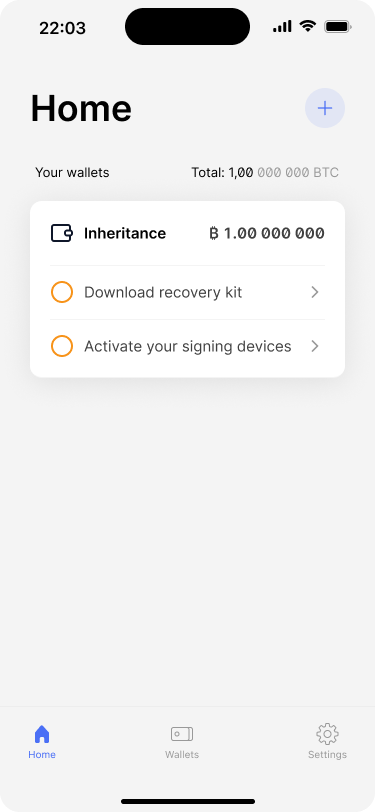 22:03
Home
Your wallets
Total: 1,00 000 000 BTC
Inheritance
₿ 1.00 000 000
Download recovery kit
Activate your signing devices
Home
Wallets
Settings